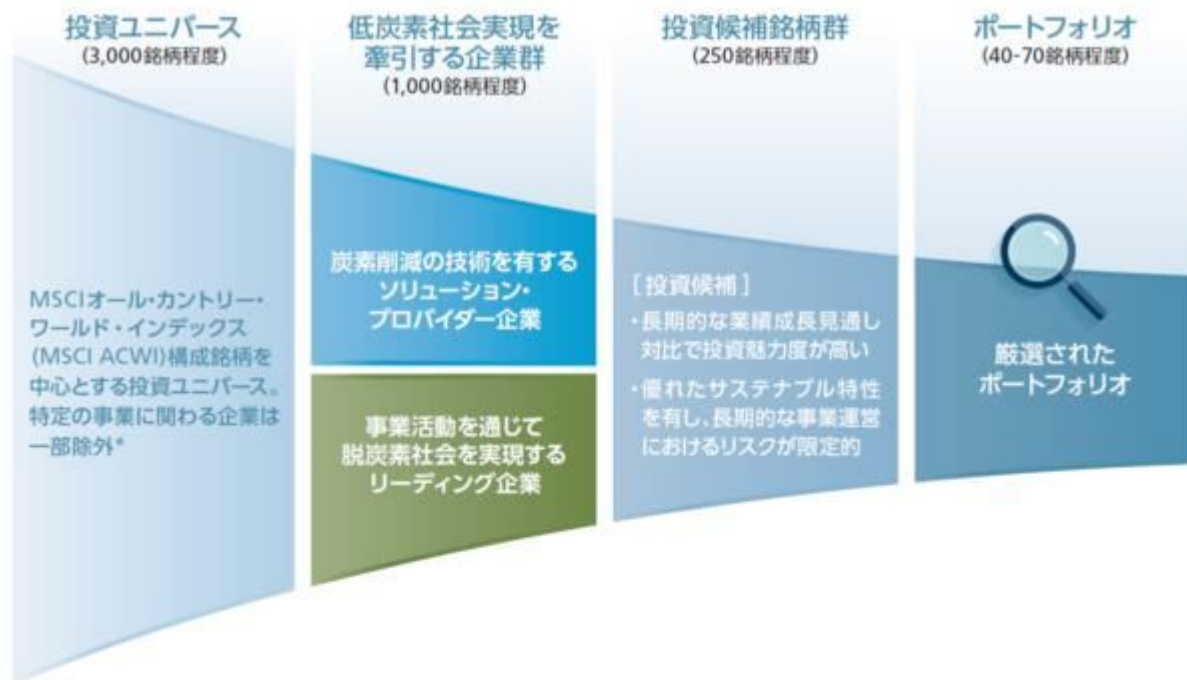 投資ユニバース
(3,000銘柄程度)
MSCIオール・カントリー・
ワールド・インデックス
(MSCI ACWI)構成銘柄を
中心とする投資ユニバース。
特定の事業に関わる企業は
一部除外*
低炭素社会実現を
牽引する企業群
(1,000銘柄程度)
炭素削減の技術を有する
ソリューション・
プロバイダー企業
事業活動を通じて
脱炭素社会を実現する
リーディング企業
投資候補銘柄群
(250銘柄程度)
[投資候補]
・長期的な業績成長見通し
対比で投資魅力度が高い
・優れたサステナブル特性
を有し、長期的な事業運営
におけるリスクが限定的
ポートフォリオ
(40-70銘柄程度)
厳選された
ポートフォリオ